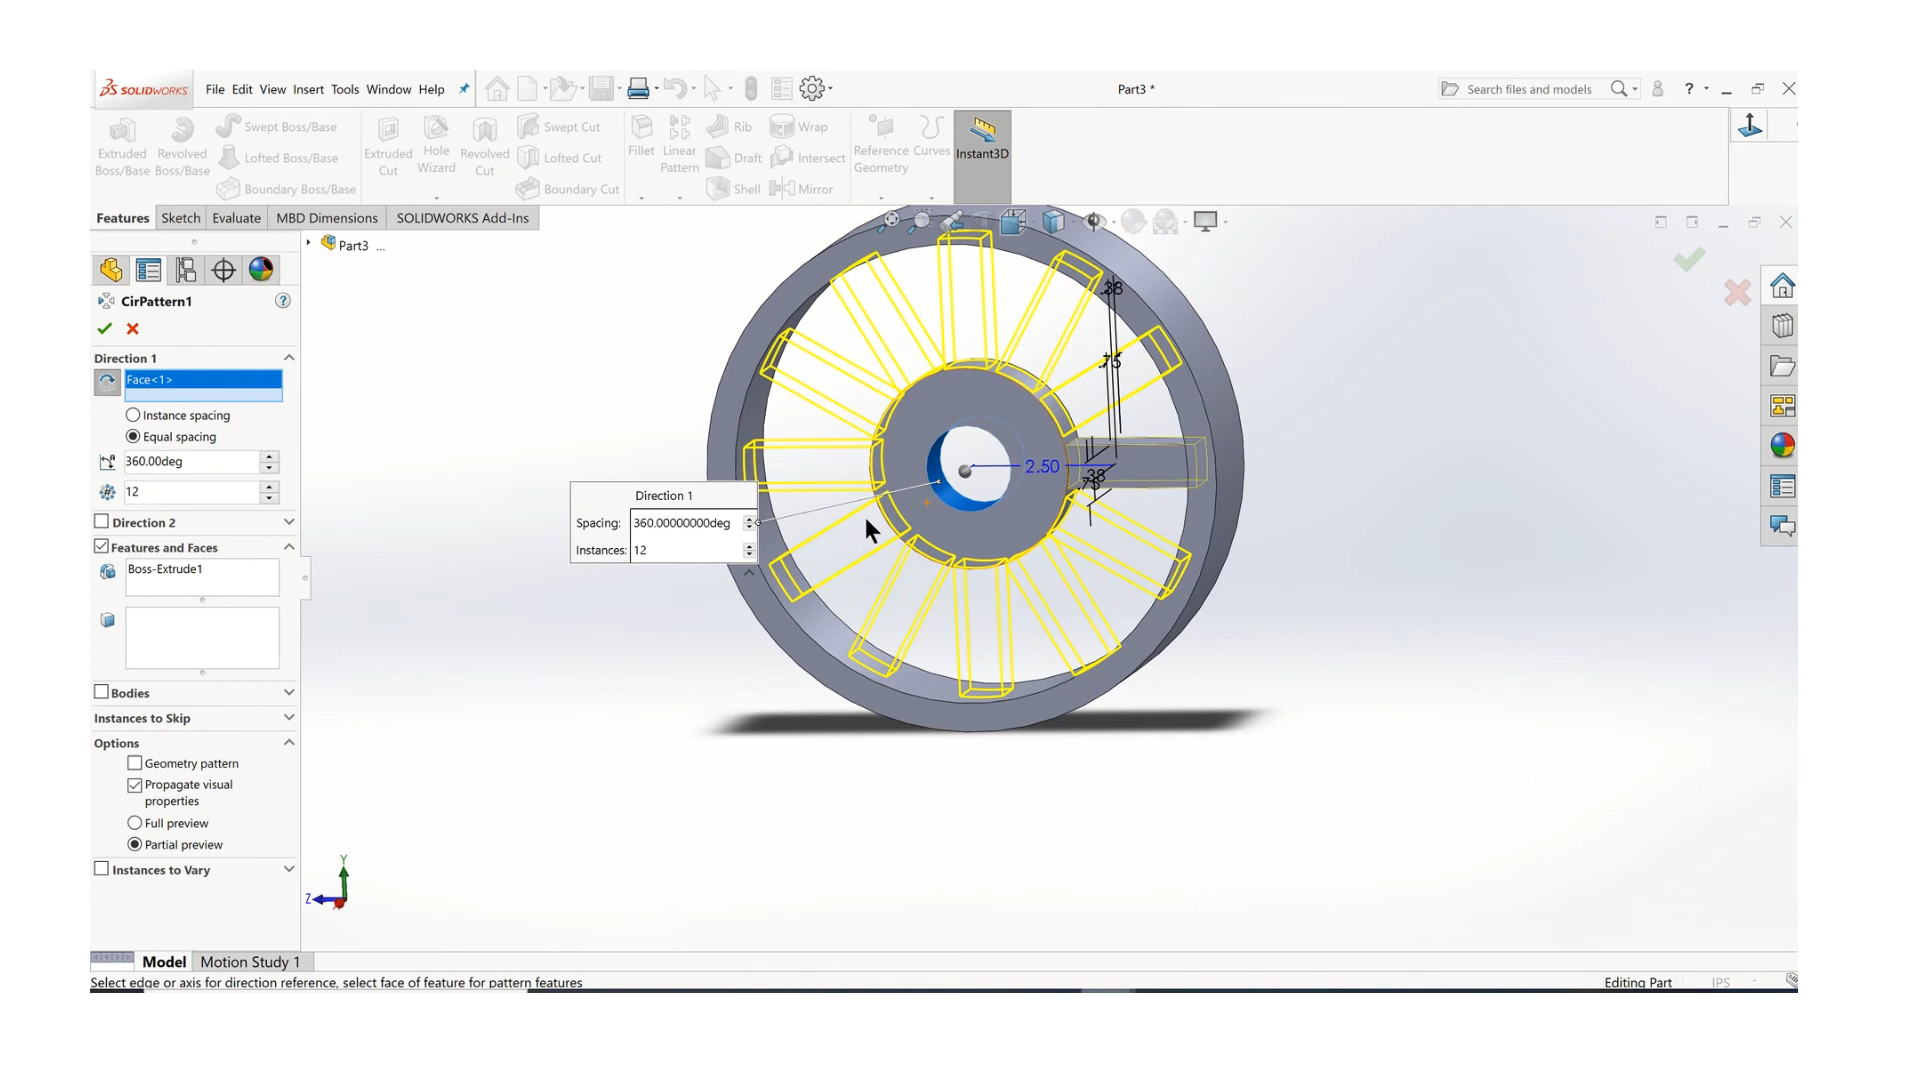 SOLIDWORKS File Edit View Insert Tools Window Help Part3 * Search files and models ?
Extruded Boss/Base
Revolved Boss/Base
Swept Boss/Base
Lofted Boss/Base
Boundary Boss/Base
Extruded Cut
Hole Wizard
Revolved Cut
Swept Cut
Lofted Cut
Boundary Cut
Fillet
Linear Pattern
Rib
Draft
Shell
Wrap
Intersect
Mirror
Reference Geometry
Curves
Instant3D
Features Sketch Evaluate MBD Dimensions SOLIDWORKS Add-Ins
Part3 ...
CirPattern1
Direction 1
Face<1>
Instance spacing
Equal spacing
360.00deg
12
Direction 2
Features and Faces
Boss-Extrude1
Bodies
Instances to Skip
Options
Geometry pattern
Propagate visual
properties
Full preview
Partial preview
Instances to Vary
.38
.75
2.50
.38
.75
Direction 1
Spacing: 360.00000000deg
Instances: 12
Y
Z
Model Motion Study 1
Select edge or axis for direction reference, select face of feature for pattern features Editing Part IPS